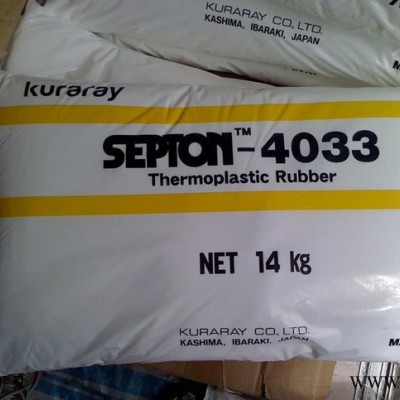 KURARAY CO., LTD.
KASHIMA, IBARAKI, JAPAN
kuraray
SEPTON™-4033
Thermoplastic Rubber
NET 14 kg
KURARAY CO., LTD.
KASHIMA, IBARAKI, JAPAN
www